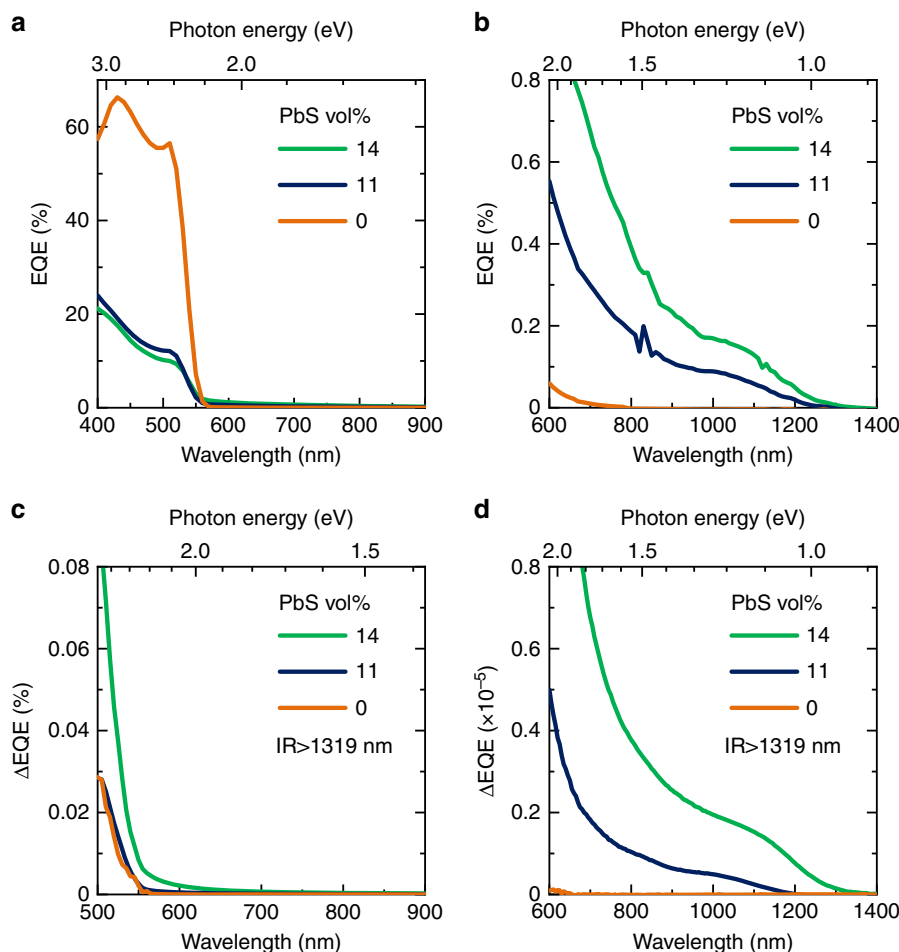 a
Photon energy (eV)
3.0 2.0
EQE (%)
60
40
20
0
PbS vol%
14
11
0
400 500 600 700 800 900
Wavelength (nm)
b
Photon energy (eV)
2.0 1.5 1.0
EQE (%)
0.8
0.6
0.4
0.2
0
PbS vol%
14
11
0
600 800 1000 1200 1400
Wavelength (nm)
c
Photon energy (eV)
2.0 1.5
ΔEQE (%)
0.08
0.06
0.04
0.02
0
PbS vol%
14
11
0
IR>1319 nm
500 600 700 800 900
Wavelength (nm)
d
Photon energy (eV)
2.0 1.5 1.0
ΔEQE (×10⁻⁵)
0.8
0.6
0.4
0.2
0
PbS vol%
14
11
0
IR>1319 nm
600 800 1000 1200 1400
Wavelength (nm)